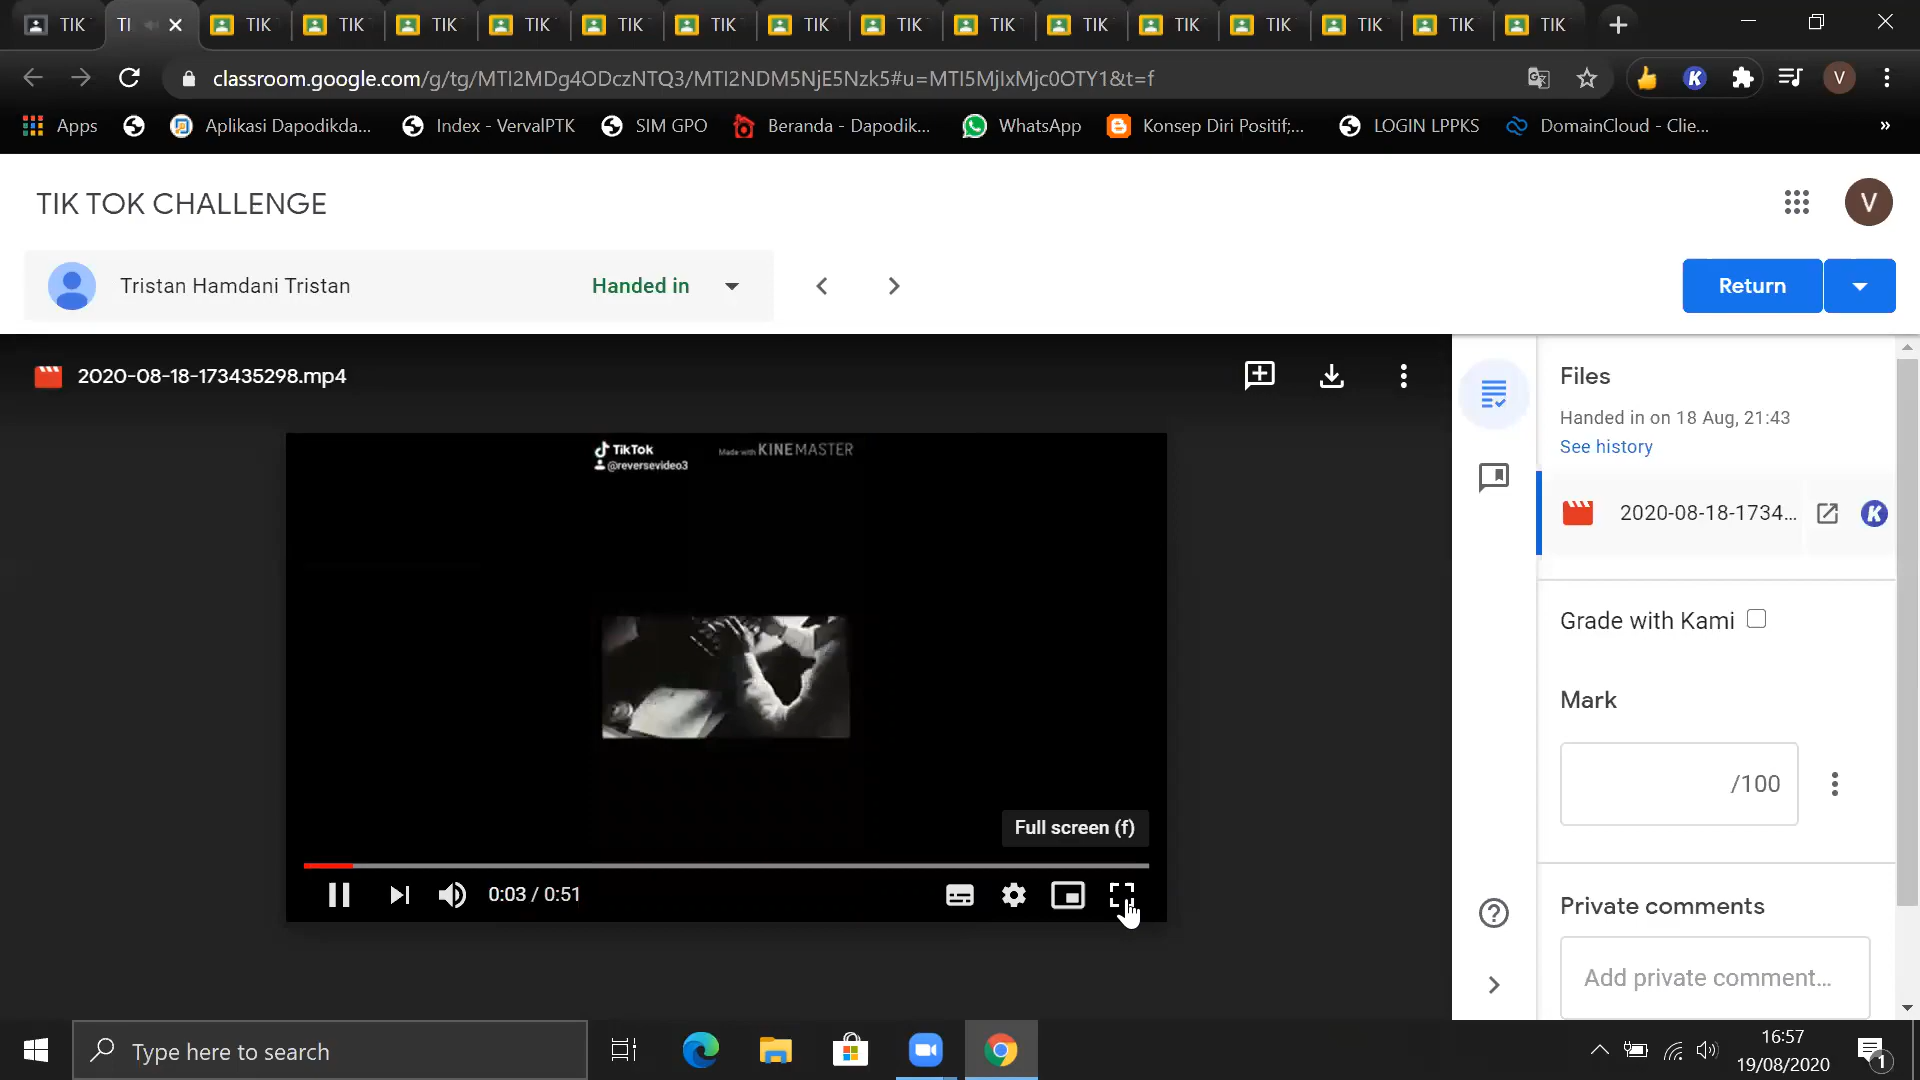 TIK TI TIK TIK TIK TIK TIK TIK TIK TIK TIK TIK TIK TIK TIK TIK TIK
classroom.google.com/g/tg/MTI2MDg4ODczNTQ3/MTI2NDM5NjE5Nzk5#u=MTI5MjIxMjc0OTY1&t=f K V
Apps Aplikasi Dapodikda... Index - VervalPTK SIM GPO Beranda - Dapodik... WhatsApp Konsep Diri Positif;... LOGIN LPPKS DomainCloud - Clie... »
TIK TOK CHALLENGE
V
Tristan Hamdani Tristan Handed in
Return
2020-08-18-173435298.mp4
TikTok
@reversevideo3
Made with KINEMASTER
Full screen (f)
0:03 / 0:51
Files
Handed in on 18 Aug, 21:43
See history
2020-08-18-1734... K
Grade with Kami
Mark
/100
Private comments
Add private comment...
Type here to search
16:57
19/08/2020
1